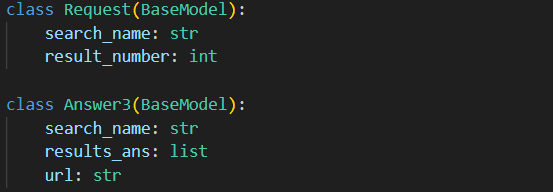 class Request(BaseModel):
    search_name: str
    result_number: int

class Answer3(BaseModel):
    search_name: str
    results_ans: list
    url: str